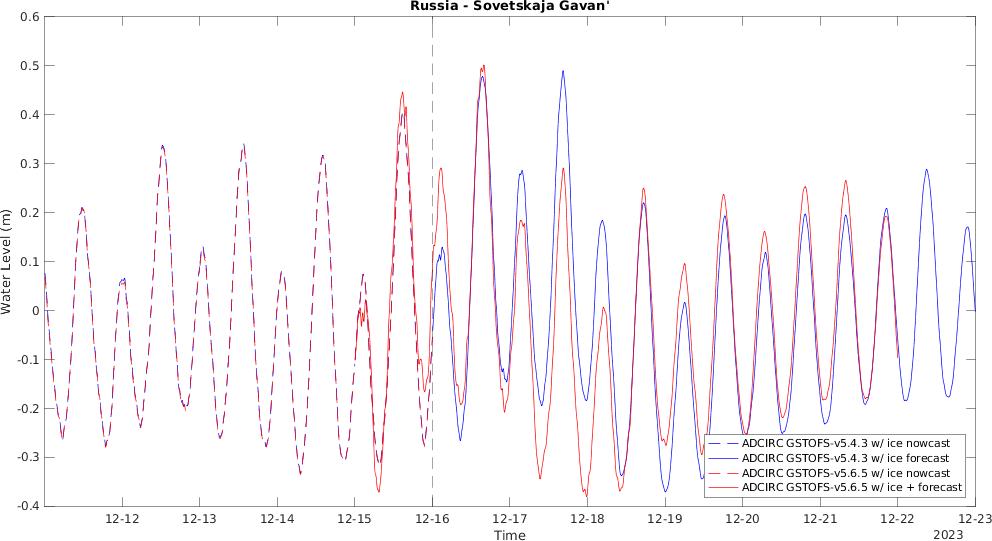 Russia - Sovetskaja Gavan'
Water Level (m)
0.6
0.5
0.4
0.3
0.2
0.1
0
-0.1
-0.2
-0.3
-0.4
ADCIRC GSTOFS-v5.4.3 w/ ice nowcast
ADCIRC GSTOFS-v5.4.3 w/ ice forecast
ADCIRC GSTOFS-v5.6.5 w/ ice nowcast
ADCIRC GSTOFS-v5.6.5 w/ ice + forecast
12-12 12-13 12-14 12-15 12-16 12-17 12-18 12-19 12-20 12-21 12-22 12-23
Time
2023